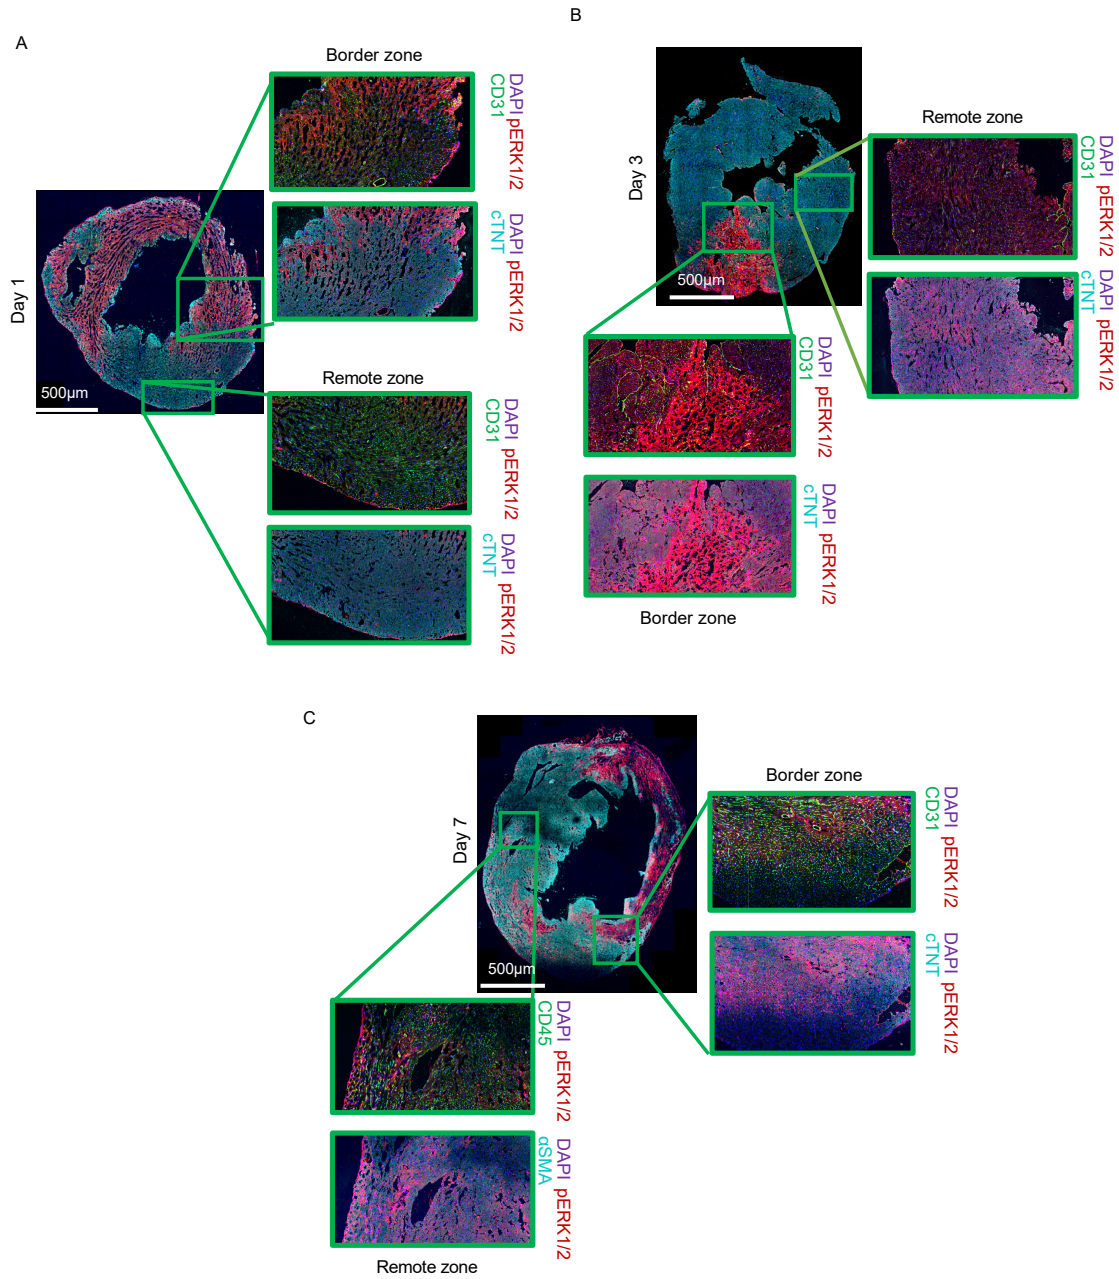 A
Border zone
DAPI pERK1/2
CD31
DAPI pERK1/2
cTNT
Day 1
500µm
Remote zone
DAPI pERK1/2
CD31
DAPI pERK1/2
cTNT
B
Day 3
500µm
Remote zone
DAPI pERK1/2
CD31
DAPI pERK1/2
cTNT
DAPI pERK1/2
CD31
DAPI pERK1/2
cTNT
Border zone
C
Day 7
500µm
Border zone
DAPI pERK1/2
CD31
DAPI pERK1/2
cTNT
DAPI pERK1/2
CD45
DAPI pERK1/2
αSMA
Remote zone